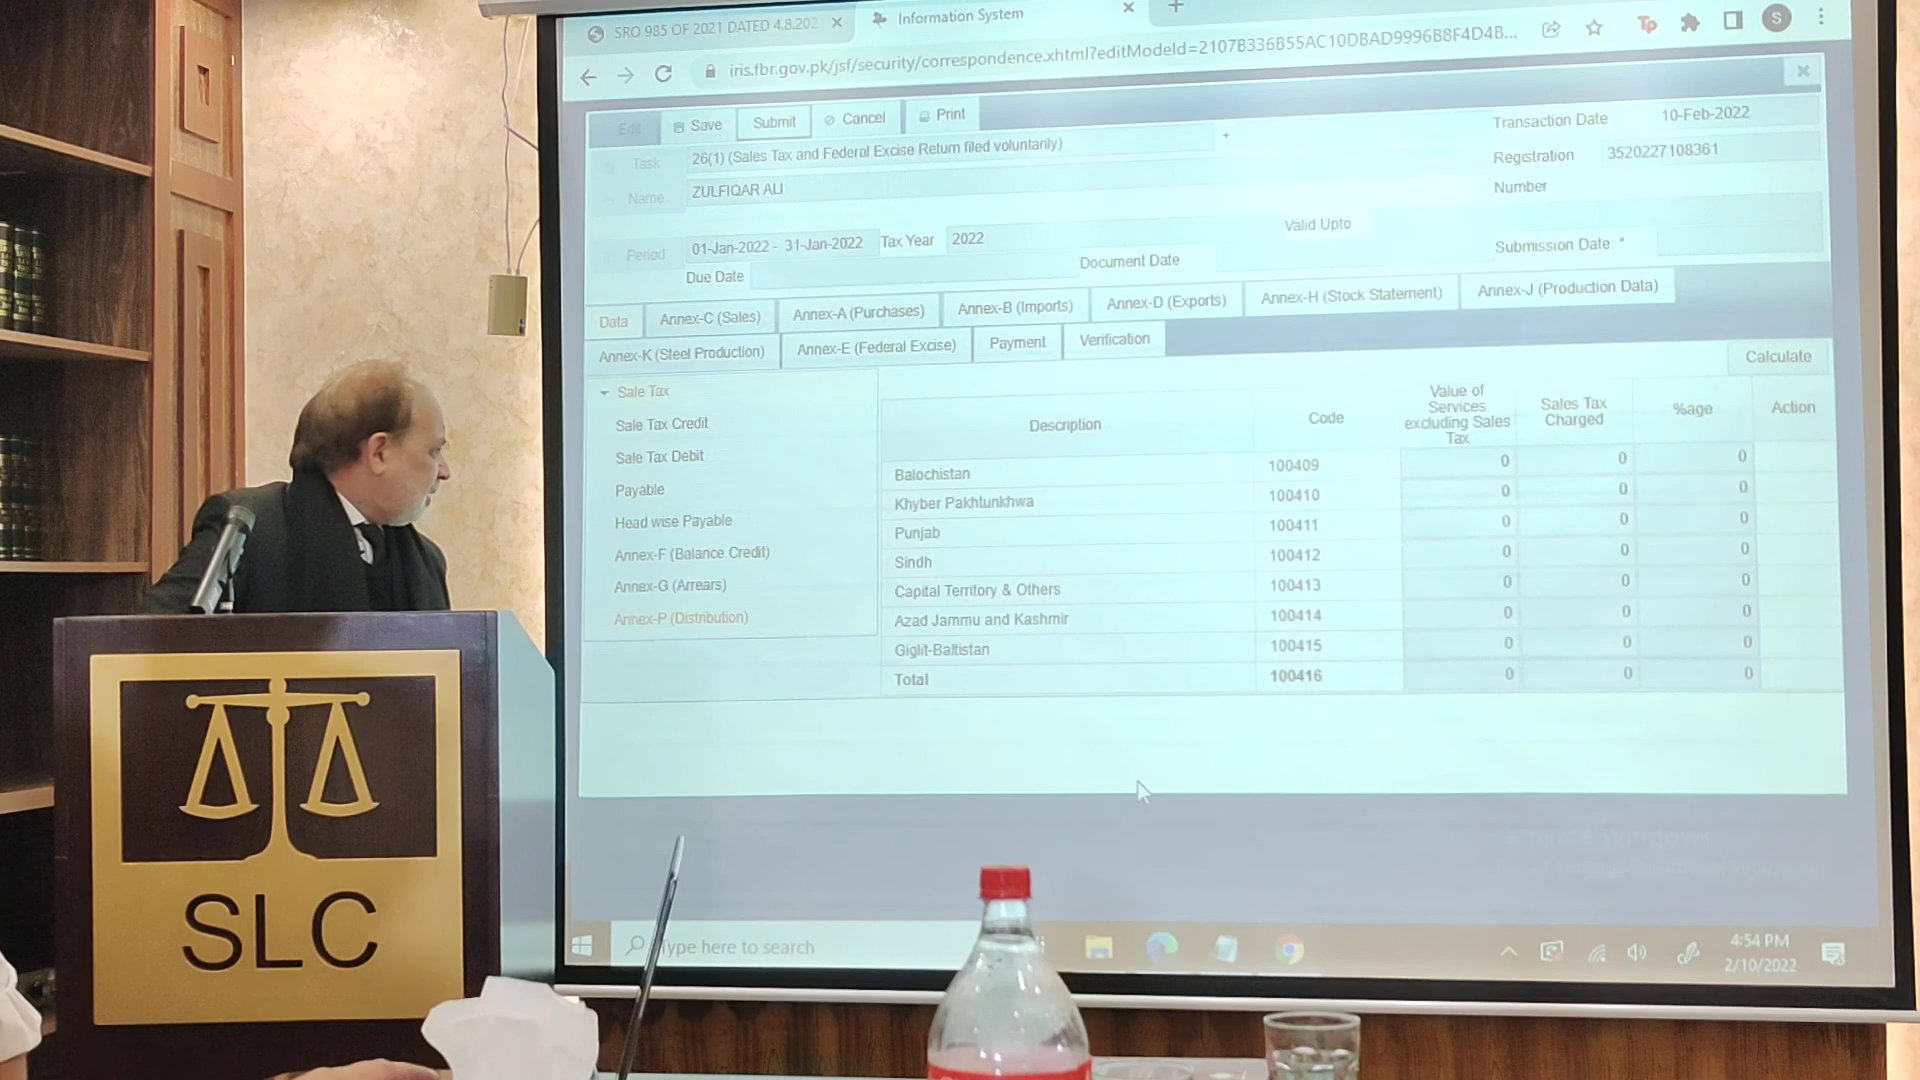 SRO 985 OF 2021 DATED 4.8.202
Information System
iris.fbr.gov.pk/jsf/security/correspondence.xhtml?editModeId=2107B336B55AC10DBAD9996B8F4D4B...
S
Edit Save Submit Cancel Print
Transaction Date 10-Feb-2022
Task 26(1) (Sales Tax and Federal Excise Return filed voluntarily) +
Registration 3520227108361
Number
Name ZULFIQAR ALI
Period 01-Jan-2022 - 31-Jan-2022 Tax Year 2022 Valid Upto
Submission Date: *
Due Date Document Date
Data Annex-C (Sales) Annex-A (Purchases) Annex-B (Imports) Annex-D (Exports) Annex-H (Stock Statement) Annex-J (Production Data)
Annex-K (Steel Production) Annex-E (Federal Excise) Payment Verification
Calculate
Sale Tax
Sale Tax Credit
Sale Tax Debit
Payable
Head wise Payable
Annex-F (Balance Credit)
Annex-G (Arrears)
Annex-P (Distribution)
Description Code Value of Services excluding Sales Tax Sales Tax Charged %age Action
Balochistan 100409 0 0 0
Khyber Pakhtunkhwa 100410 0 0 0
Punjab 100411 0 0 0
Sindh 100412 0 0 0
Capital Territory & Others 100413 0 0 0
Azad Jammu and Kashmir 100414 0 0 0
Giglit-Baltistan 100415 0 0 0
Total 100416 0 0 0
Type here to search
4:54 PM
2/10/2022
SLC